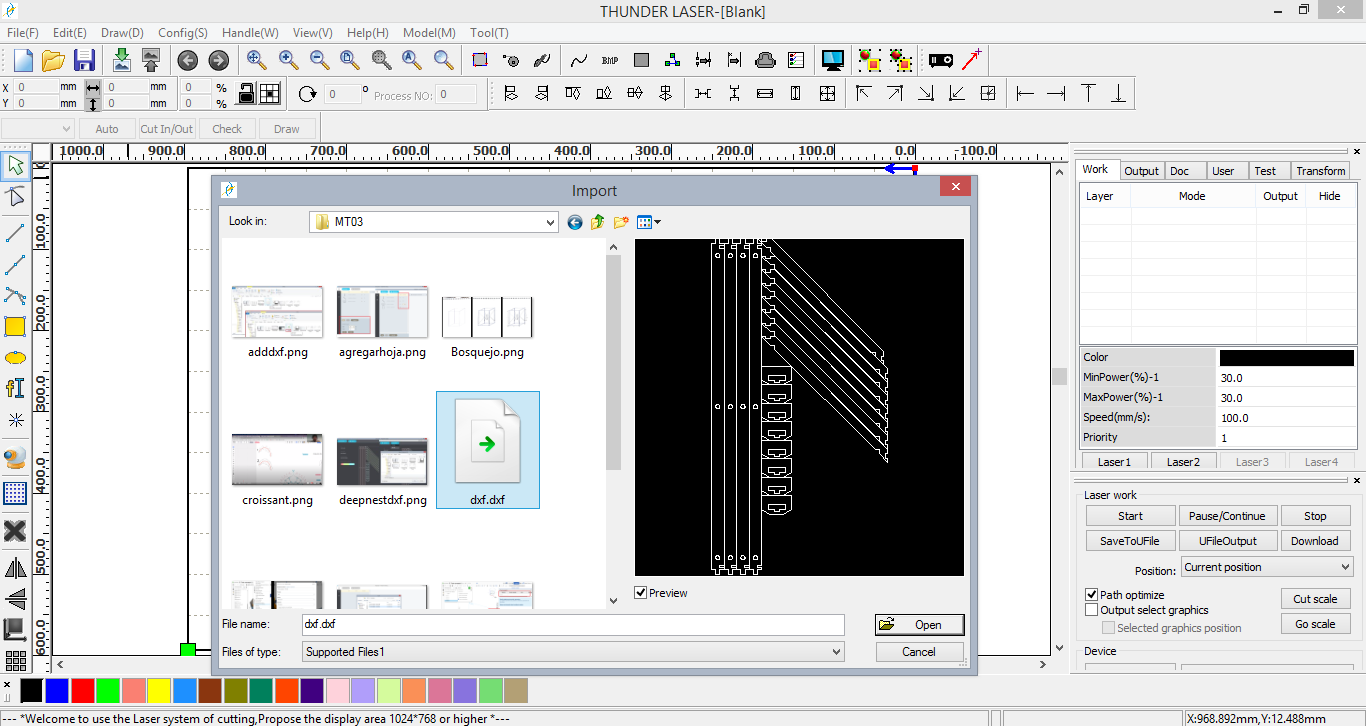 THUNDER LASER-[Blank]
File(F) Edit(E) Draw(D) Config(S) Handle(W) View(V) Help(H) Model(M) Tool(T)
BMP
X 0 mm 0 mm 0 %
Y 0 mm 0 mm 0 %
0 ° Process NO: 0
Auto Cut In/Out Check Draw
1000.0 900.0 800.0 700.0 600.0 500.0 400.0 300.0 200.0 100.0 0.0 -100.0
100.0
200.0
300.0
400.0
500.0
600.0
Import
Look in: MT03
adddxf.png agregarhoja.png Bosquejo.png
croissant.png deepnestdxf.png dxf.dxf
Preview
File name: dxf.dxf Open
Files of type: Supported Files1 Cancel
Work Output Doc User Test Transform
Layer Mode Output Hide
Color
MinPower(%)-1 30.0
MaxPower(%)-1 30.0
Speed(mm/s): 100.0
Priority 1
Laser1 Laser2 Laser3 Laser4
Laser work
Start Pause/Continue Stop
SaveToUFile UFileOutput Download
Position: Current position
Path optimize Cut scale
Output select graphics
Selected graphics position Go scale
Device
--- *Welcome to use the Laser system of cutting,Propose the display area 1024*768 or higher *---
X:968.892mm,Y:12.488mm